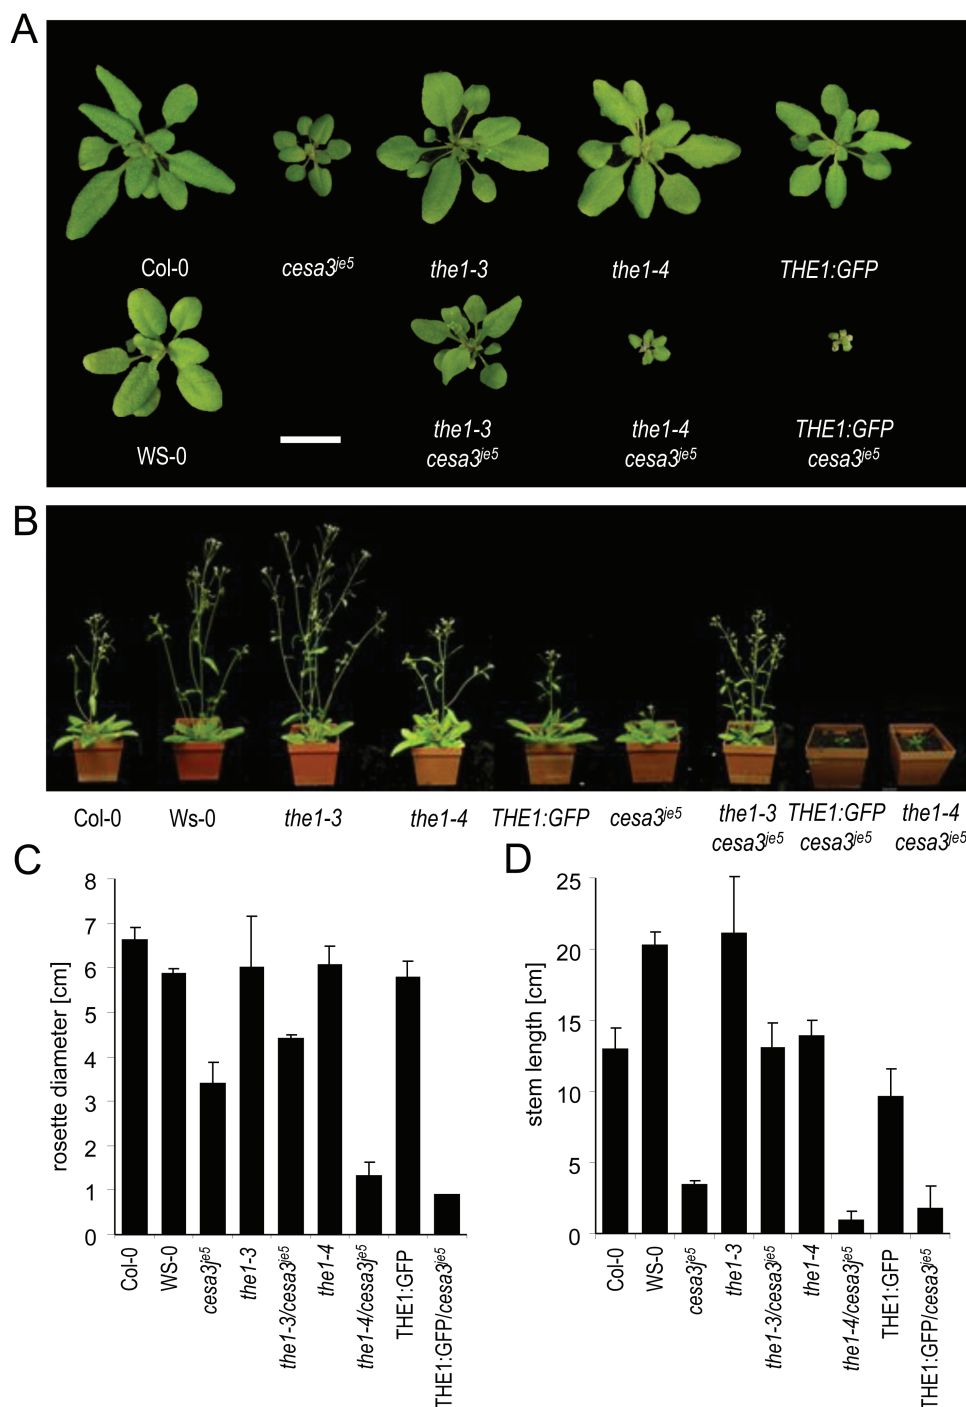 A
Col-0 cesa3je5 the1-3 the1-4 THE1:GFP
WS-0 the1-3 cesa3je5 the1-4 cesa3je5 THE1:GFP cesa3je5
B
Col-0 Ws-0 the1-3 the1-4 THE1:GFP cesa3je5 the1-3 THE1:GFP the1-4
cesa3je5 cesa3je5 cesa3je5
C
rosette diameter [cm]
8
7
6
5
4
3
2
1
0
Col-0
WS-0
cesa3je5
the1-3
the1-3/cesa3je5
the1-4
the1-4/cesa3je5
THE1:GFP
THE1:GFP/cesa3je5
D
stem length [cm]
25
20
15
10
5
0
Col-0
WS-0
cesa3je5
the1-3
the1-3/cesa3je5
the1-4
the1-4/cesa3je5
THE1:GFP
THE1:GFP/cesa3je5